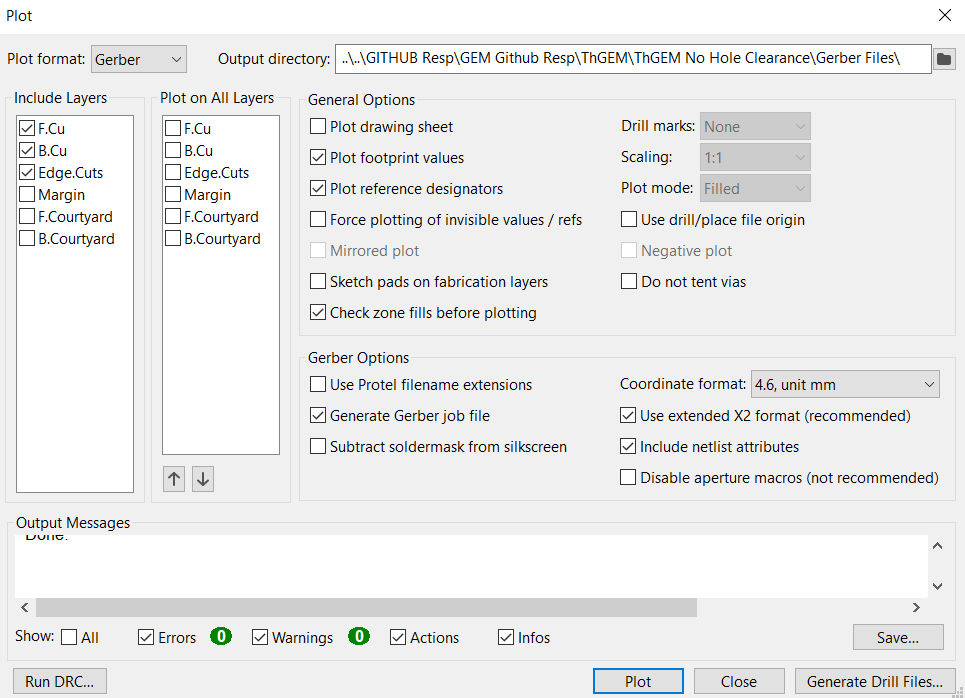 Plot
Plot format: Gerber Output directory: ..\..\GITHUB Resp\GEM Github Resp\ThGEM\ThGEM No Hole Clearance\Gerber Files\
Include Layers
F.Cu
B.Cu
Edge.Cuts
Margin
F.Courtyard
B.Courtyard
Plot on All Layers
F.Cu
B.Cu
Edge.Cuts
Margin
F.Courtyard
B.Courtyard
General Options
Plot drawing sheet
Plot footprint values
Plot reference designators
Force plotting of invisible values / refs
Mirrored plot
Sketch pads on fabrication layers
Check zone fills before plotting
Drill marks: None
Scaling: 1:1
Plot mode: Filled
Use drill/place file origin
Negative plot
Do not tent vias
Gerber Options
Use Protel filename extensions
Generate Gerber job file
Subtract soldermask from silkscreen
Coordinate format: 4.6, unit mm
Use extended X2 format (recommended)
Include netlist attributes
Disable aperture macros (not recommended)
Output Messages
Done.
Show: All Errors 0 Warnings 0 Actions Infos Save...
Run DRC... Plot Close Generate Drill Files...